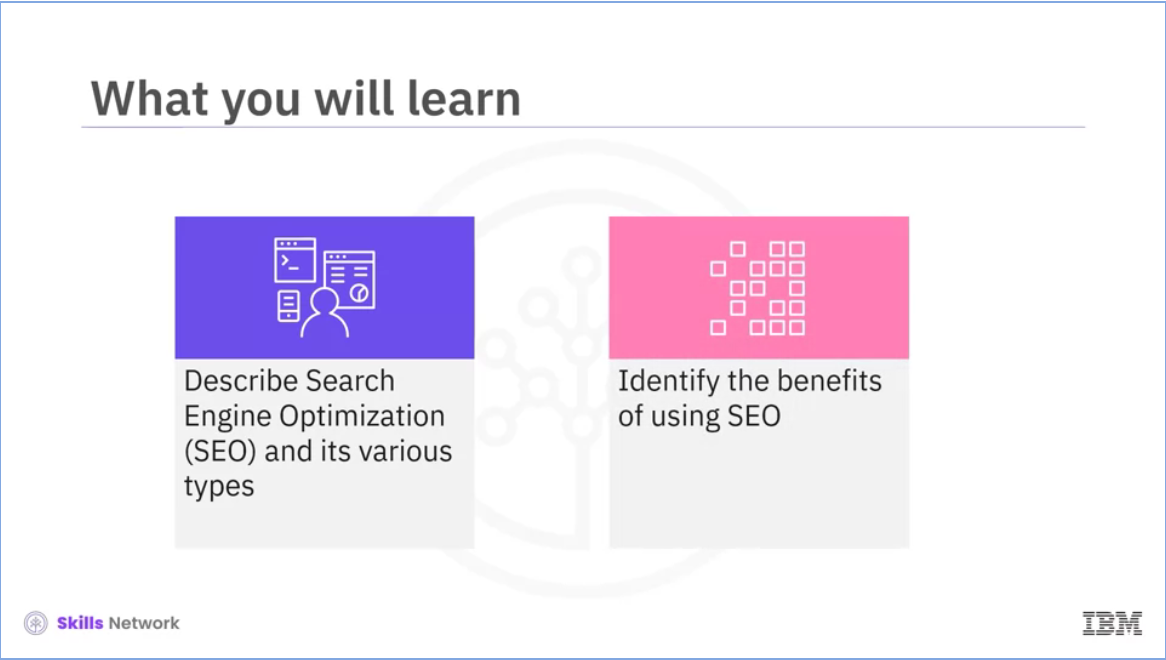 What you will learn
Describe Search
Engine Optimization
(SEO) and its various
types
Identify the benefits
of using SEO
Skills Network
IBM